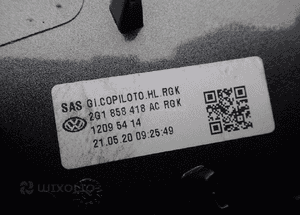 SAS GI.COPILOTO.HL.RGK
2G1 858 418 AC RGK
1209 54 14
21.05.20 09:25:49